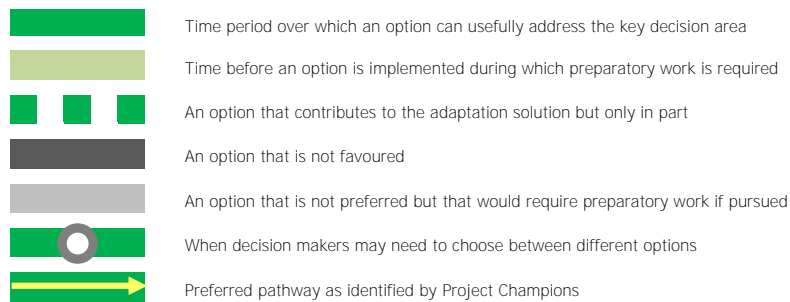 Time period over which an option can usefully address the key decision area
Time before an option is implemented during which preparatory work is required
An option that contributes to the adaptation solution but only in part
An option that is not favoured
An option that is not preferred but that would require preparatory work if pursued
When decision makers may need to choose between different options
Preferred pathway as identified by Project Champions